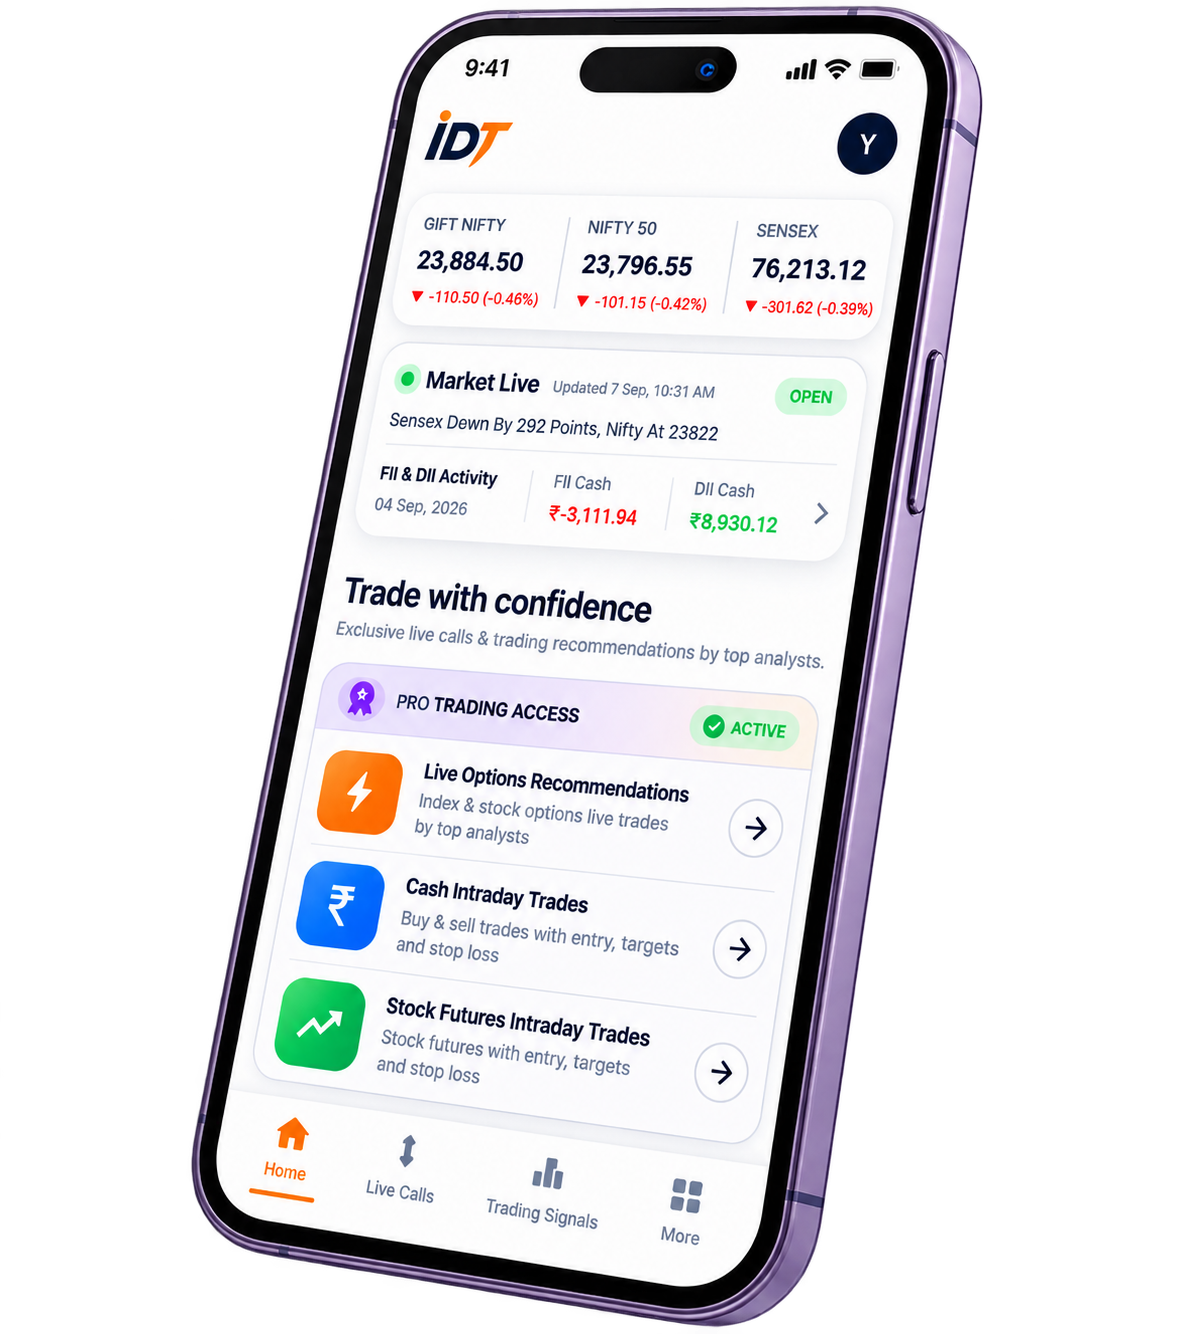 9:41
iDT
Y
GIFT NIFTY
23,884.50
▼ -110.50 (-0.46%)
NIFTY 50
23,796.55
▼ -101.15 (-0.42%)
SENSEX
76,213.12
▼ -301.62 (-0.39%)
Market Live Updated 7 Sep, 10:31 AM
OPEN
Sensex Dewn By 292 Points, Nifty At 23822
FII & DII Activity
04 Sep, 2026
FII Cash
₹-3,111.94
DII Cash
₹8,930.12
Trade with confidence
Exclusive live calls & trading recommendations by top analysts.
PRO TRADING ACCESS
ACTIVE
Live Options Recommendations
Index & stock options live trades
by top analysts
₹
Cash Intraday Trades
Buy & sell trades with entry, targets
and stop loss
Stock Futures Intraday Trades
Stock futures with entry, targets
and stop loss
Home
Live Calls
Trading Signals
More